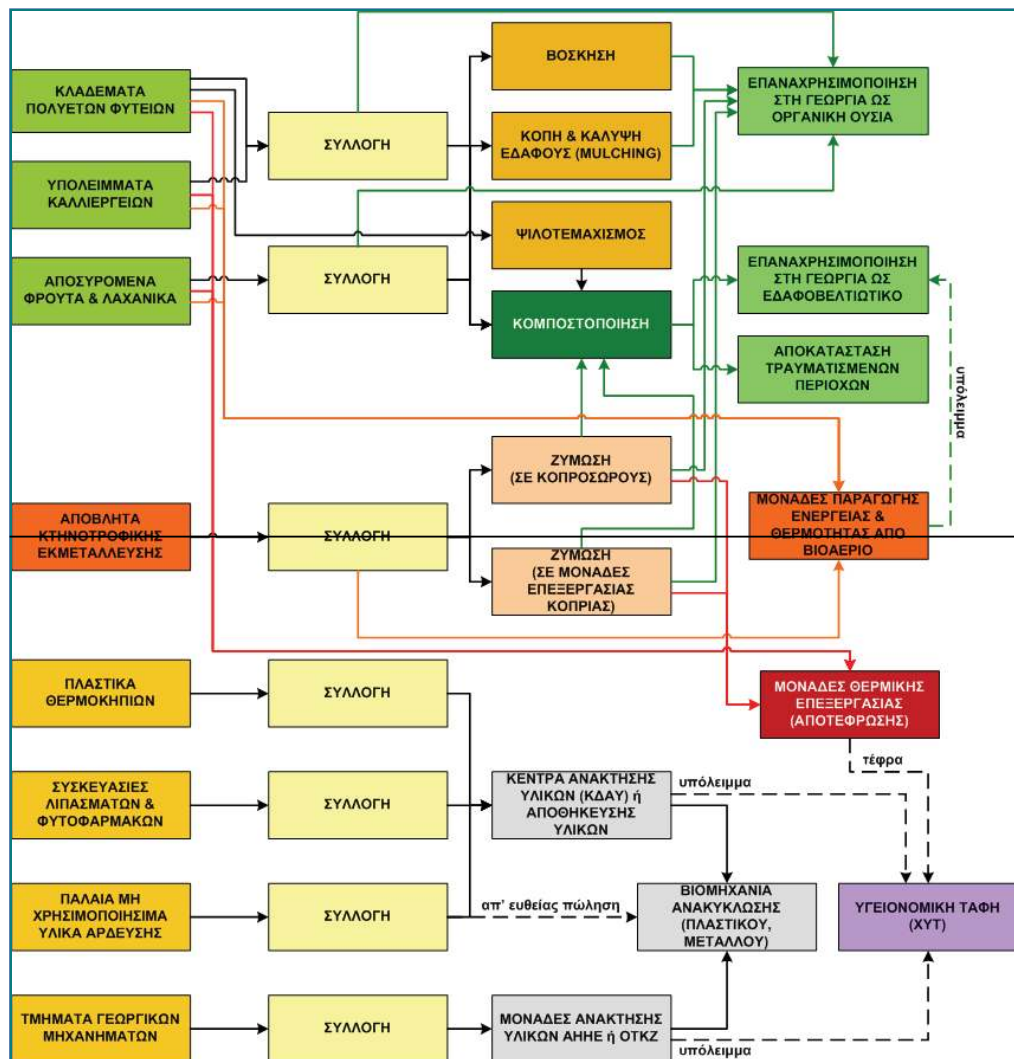 ΚΛΑΔΕΜΑΤΑ
ΠΟΛΥΕΤΩΝ ΦΥΤΕΙΩΝ
ΥΠΟΛΕΙΜΜΑΤΑ
ΚΑΛΛΙΕΡΓΕΙΩΝ
ΑΠΟΣΥΡΟΜΕΝΑ
ΦΡΟΥΤΑ & ΛΑΧΑΝΙΚΑ
ΣΥΛΛΟΓΗ
ΣΥΛΛΟΓΗ
ΒΟΣΚΗΣΗ
ΚΟΠΗ & ΚΑΛΥΨΗ
ΕΔΑΦΟΥΣ (MULCHING)
ΨΙΛΟΤΕΜΑΧΙΣΜΟΣ
ΚΟΜΠΟΣΤΟΠΟΙΗΣΗ
ΕΠΑΝΑΧΡΗΣΙΜΟΠΟΙΗΣΗ
ΣΤΗ ΓΕΩΡΓΙΑ ΩΣ
ΟΡΓΑΝΙΚΗ ΟΥΣΙΑ
ΕΠΑΝΑΧΡΗΣΙΜΟΠΟΙΗΣΗ
ΣΤΗ ΓΕΩΡΓΙΑ ΩΣ
ΕΔΑΦΟΒΕΛΤΙΩΤΙΚΟ
ΑΠΟΚΑΤΑΣΤΑΣΗ
ΤΡΑΥΜΑΤΙΣΜΕΝΩΝ
ΠΕΡΙΟΧΩΝ
υπόλειμμα
ΑΠΟΒΛΗΤΑ
ΚΤΗΝΟΤΡΟΦΙΚΗΣ
ΕΚΜΕΤΑΛΛΕΥΣΗΣ
ΣΥΛΛΟΓΗ
ΖΥΜΩΣΗ
(ΣΕ ΚΟΠΡΟΣΩΡΟΥΣ)
ΖΥΜΩΣΗ
(ΣΕ ΜΟΝΑΔΕΣ
ΕΠΕΞΕΡΓΑΣΙΑΣ
ΚΟΠΡΙΑΣ)
ΜΟΝΑΔΕΣ ΠΑΡΑΓΩΓΗΣ
ΕΝΕΡΓΕΙΑΣ &
ΘΕΡΜΟΤΗΤΑΣ ΑΠΟ
ΒΙΟΑΕΡΙΟ
ΠΛΑΣΤΙΚΑ
ΘΕΡΜΟΚΗΠΙΩΝ
ΣΥΛΛΟΓΗ
ΜΟΝΑΔΕΣ ΘΕΡΜΙΚΗΣ
ΕΠΕΞΕΡΓΑΣΙΑΣ
(ΑΠΟΤΕΦΡΩΣΗΣ)
τέφρα
ΣΥΣΚΕΥΑΣΙΕΣ
ΛΙΠΑΣΜΑΤΩΝ &
ΦΥΤΟΦΑΡΜΑΚΩΝ
ΣΥΛΛΟΓΗ
ΚΕΝΤΡΑ ΑΝΑΚΤΗΣΗΣ
ΥΛΙΚΩΝ (ΚΔΑΥ) ή
ΑΠΟΘΗΚΕΥΣΗΣ
ΥΛΙΚΩΝ
υπόλειμμα
ΠΑΛΑΙΑ ΜΗ
ΧΡΗΣΙΜΟΠΟΙΗΣΙΜΑ
ΥΛΙΚΑ ΑΡΔΕΥΣΗΣ
ΣΥΛΛΟΓΗ
απ’ ευθείας πώληση
ΒΙΟΜΗΧΑΝΙΑ
ΑΝΑΚΥΚΛΩΣΗΣ
(ΠΛΑΣΤΙΚΟΥ,
ΜΕΤΑΛΛΟΥ)
ΥΓΕΙΟΝΟΜΙΚΗ ΤΑΦΗ
(ΧΥΤ)
ΤΜΗΜΑΤΑ ΓΕΩΡΓΙΚΩΝ
ΜΗΧΑΝΗΜΑΤΩΝ
ΣΥΛΛΟΓΗ
ΜΟΝΑΔΕΣ ΑΝΑΚΤΗΣΗΣ
ΥΛΙΚΩΝ ΑΗΗΕ ή ΟΤΚΖ
υπόλειμμα